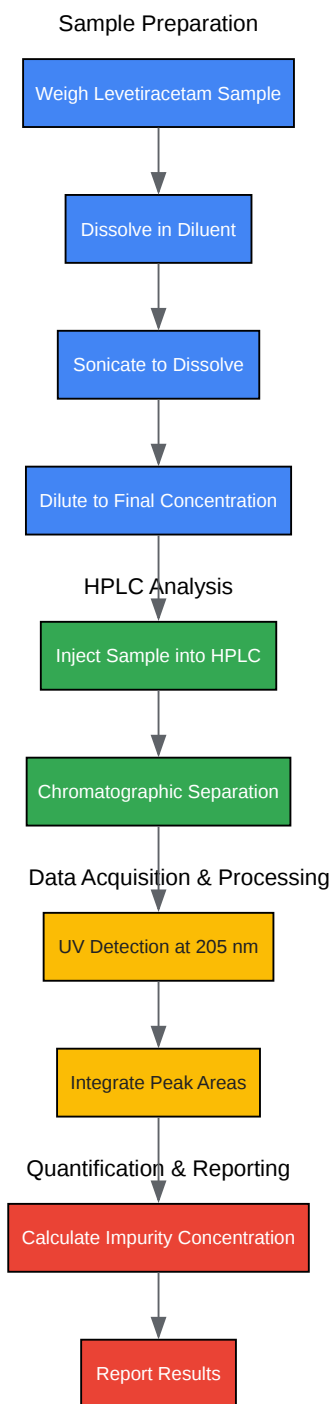 Sample Preparation
Weigh Levetiracetam Sample
Dissolve in Diluent
Sonicate to Dissolve
Dilute to Final Concentration
HPLC Analysis
Inject Sample into HPLC
Chromatographic Separation
Data Acquisition & Processing
UV Detection at 205 nm
Integrate Peak Areas
Quantification & Reporting
Calculate Impurity Concentration
Report Results